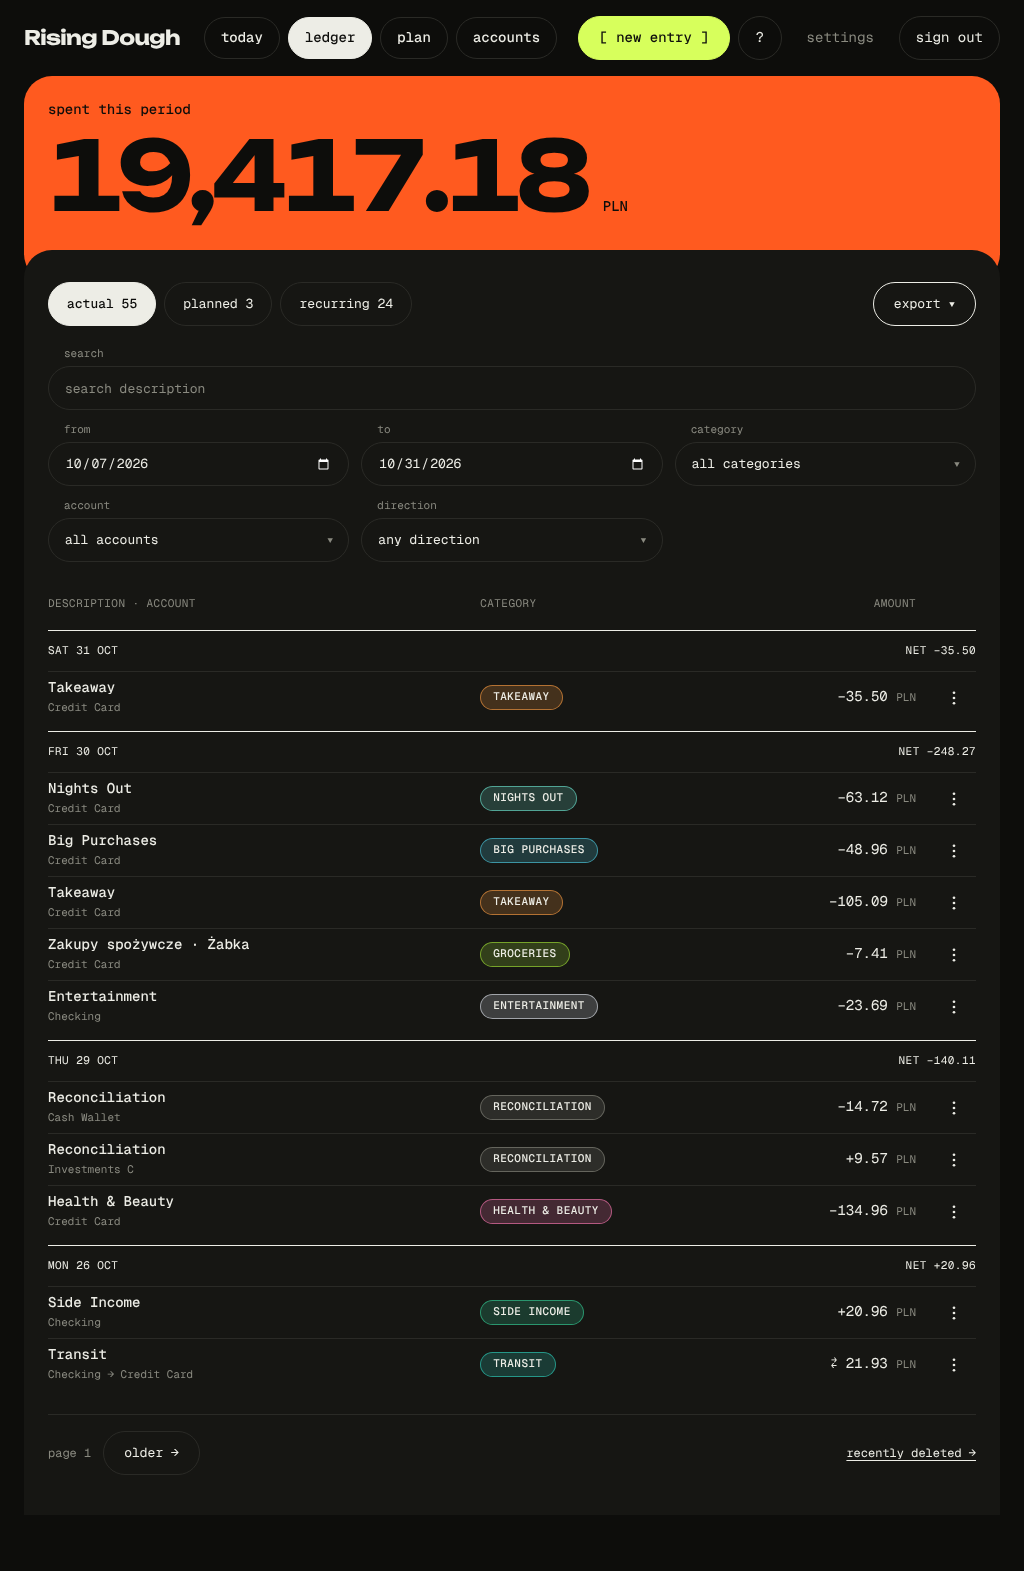 Rising Dough today ledger plan accounts [ new entry ] ? settings sign out
spent this period
19,417.18 PLN
actual 55 planned 3 recurring 24 export ▾
search
search description
from to category
10/07/2026 10/31/2026 all categories ▾
account direction
all accounts ▾ any direction ▾
DESCRIPTION · ACCOUNT CATEGORY AMOUNT
SAT 31 OCT NET −35.50
Takeaway
Credit Card
TAKEAWAY −35.50 PLN
FRI 30 OCT NET −248.27
Nights Out
Credit Card
NIGHTS OUT −63.12 PLN
Big Purchases
Credit Card
BIG PURCHASES −48.96 PLN
Takeaway
Credit Card
TAKEAWAY −105.09 PLN
Zakupy spożywcze · Żabka
Credit Card
GROCERIES −7.41 PLN
Entertainment
Checking
ENTERTAINMENT −23.69 PLN
THU 29 OCT NET −140.11
Reconciliation
Cash Wallet
RECONCILIATION −14.72 PLN
Reconciliation
Investments C
RECONCILIATION +9.57 PLN
Health & Beauty
Credit Card
HEALTH & BEAUTY −134.96 PLN
MON 26 OCT NET +20.96
Side Income
Checking
SIDE INCOME +20.96 PLN
Transit
Checking → Credit Card
TRANSIT ⇄ 21.93 PLN
page 1 older → recently deleted →